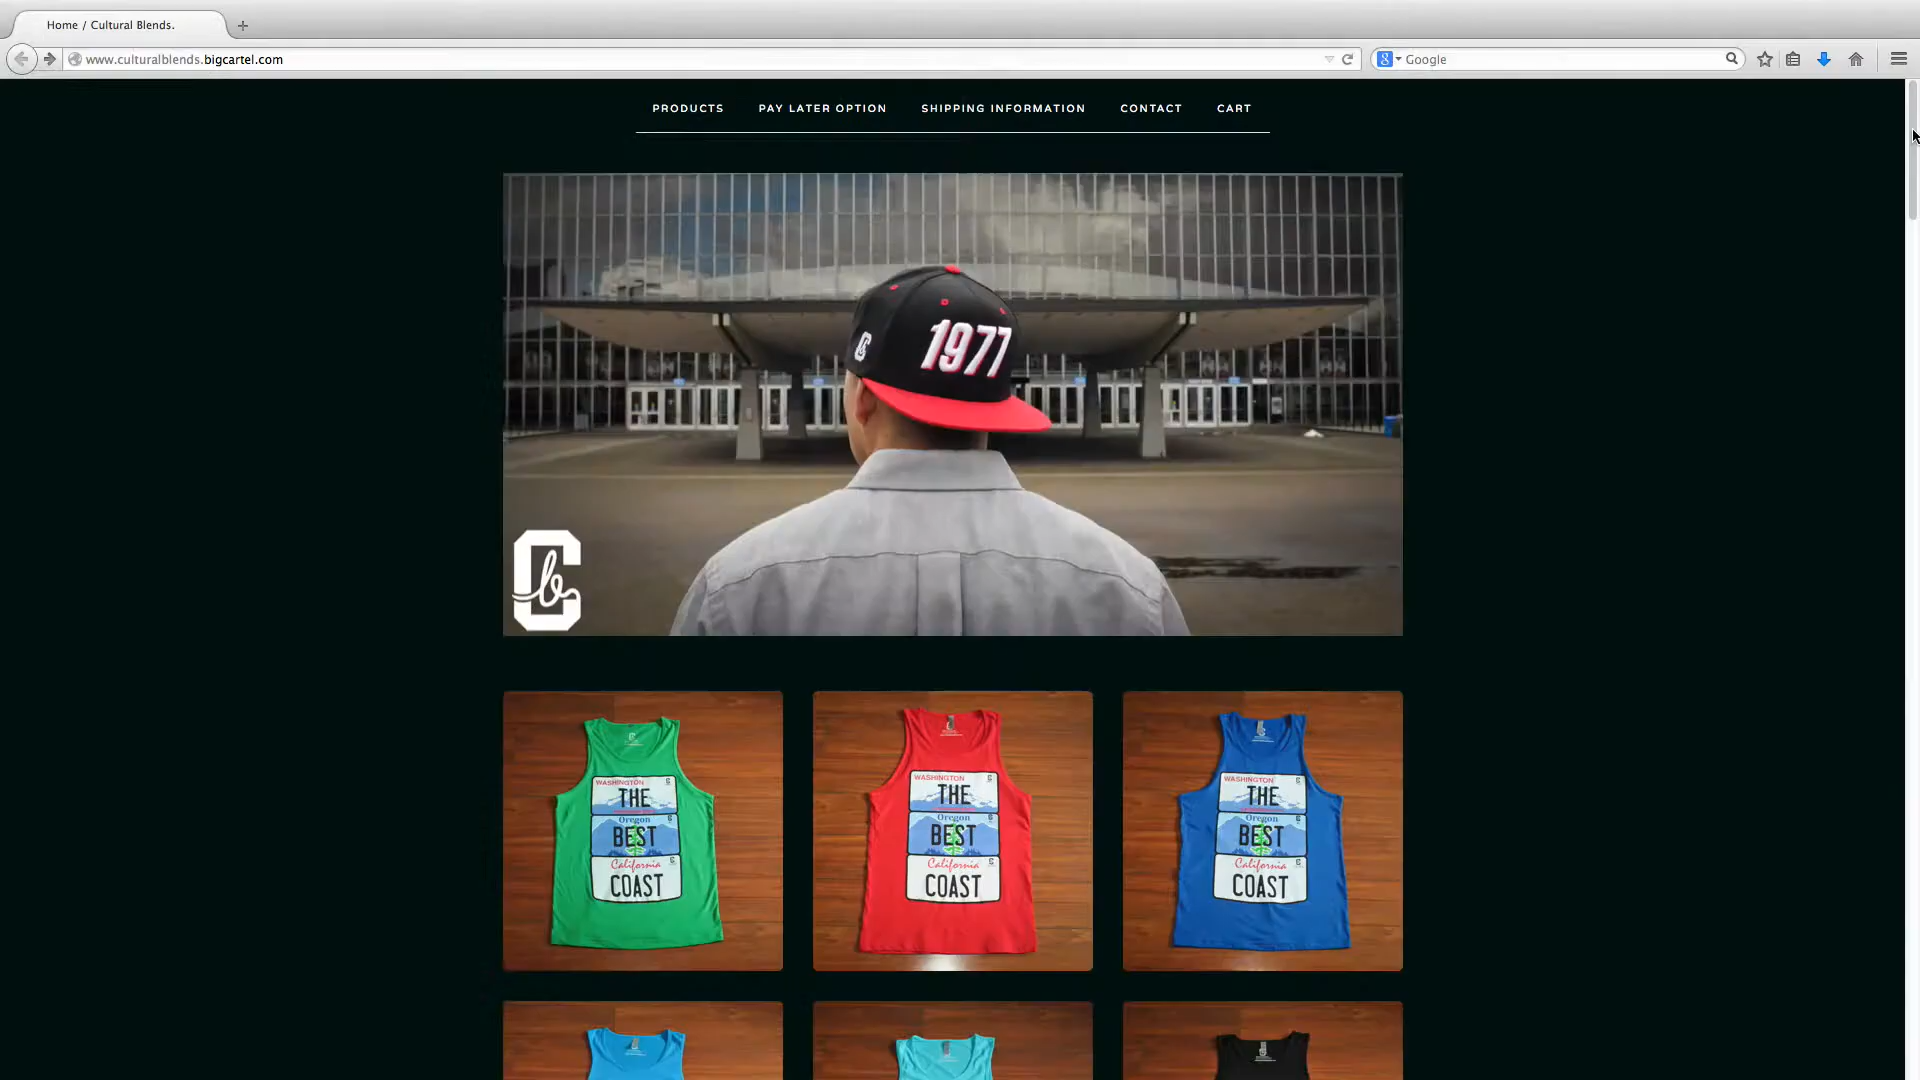 Home / Cultural Blends.
www.culturalblends.bigcartel.com
Google
PRODUCTS PAY LATER OPTION SHIPPING INFORMATION CONTACT CART
1977
WASHINGTON
THE
Oregon
BEST
California
COAST
WASHINGTON
THE
Oregon
BEST
California
COAST
WASHINGTON
THE
Oregon
BEST
California
COAST